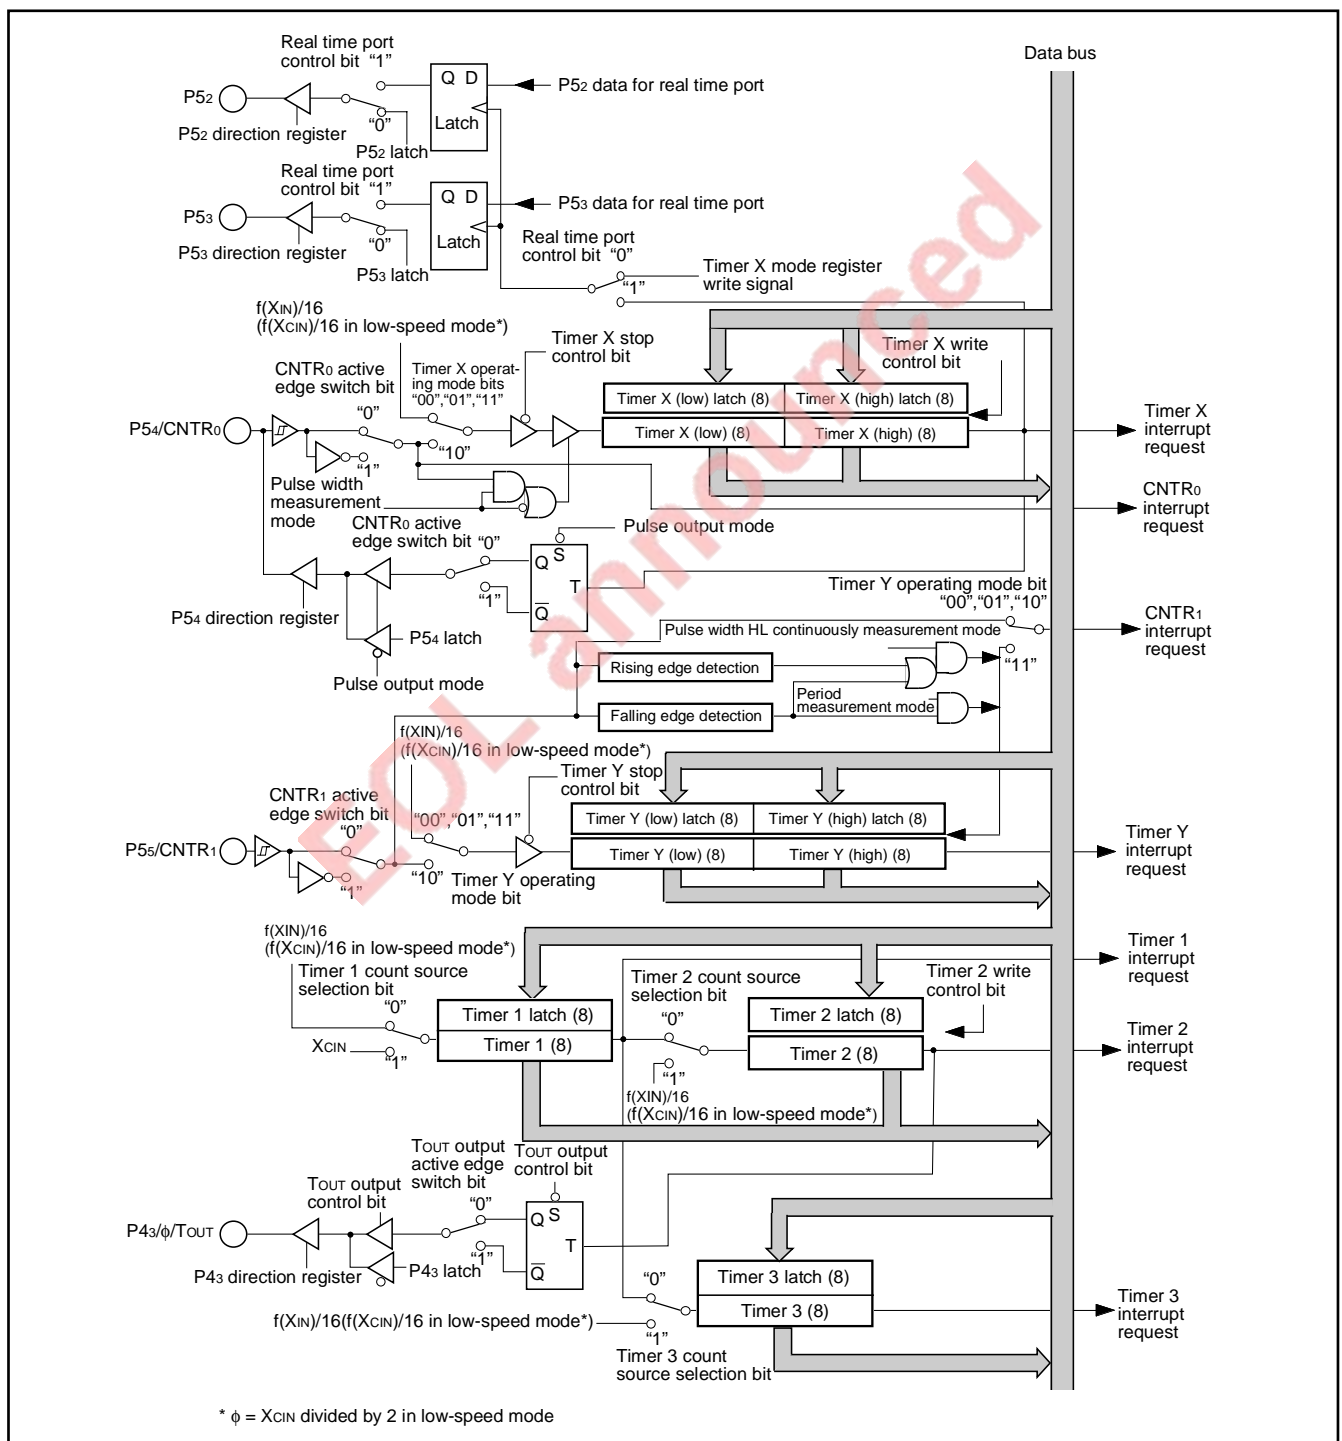 Data bus
Real time port
control bit “1”
Q D
P52 data for real time port
P52
“0”
Latch
P52 direction register
P52 latch
Real time port
control bit “1”
Q D
P53 data for real time port
P53
“0”
Latch
P53 direction register
P53 latch
Real time port
control bit “0”
Timer X mode register
write signal
“1”
f(XIN)/16
(f(XCIN)/16 in low-speed mode*)
Timer X stop
control bit
Timer X write
control bit
CNTR0 active
edge switch bit
Timer X operat-
ing mode bits
“00”,“01”,“11”
Timer X (low) latch (8)
Timer X (high) latch (8)
“0”
P54/CNTR0
Timer X (low) (8)
Timer X (high) (8)
Timer X
interrupt
request
“10”
“1”
Pulse width
measurement
mode
CNTR0
interrupt
request
CNTR0 active
edge switch bit “0”
Pulse output mode
Q
S
T
“1”
Q
P54 direction register
P54 latch
Pulse output mode
Timer Y operating mode bit
“00”,“01”,“10”
Pulse width HL continuously measurement mode
CNTR1
interrupt
request
“11”
Rising edge detection
Period
measurement mode
Falling edge detection
f(XIN)/16
(f(XCIN)/16 in low-speed mode*)
Timer Y stop
control bit
CNTR1 active
edge switch bit
“00”,“01”,“11”
Timer Y (low) latch (8)
Timer Y (high) latch (8)
“0”
P55/CNTR1
Timer Y (low) (8)
Timer Y (high) (8)
Timer Y
interrupt
request
“10”
“1”
Timer Y operating
mode bit
f(XIN)/16
(f(XCIN)/16 in low-speed mode*)
Timer 1
interrupt
request
Timer 1 count source
selection bit
Timer 2 count source
selection bit
Timer 2 write
control bit
“0”
Timer 1 latch (8)
“0”
Timer 2 latch (8)
XCIN
“1”
Timer 1 (8)
Timer 2 (8)
Timer 2
interrupt
request
“1”
f(XIN)/16
(f(XCIN)/16 in low-speed mode*)
TOUT output
active edge
switch bit
TOUT output
control bit
TOUT output
control bit
“0”
Q
S
P43/ϕ/TOUT
T
“1”
Q
P43 latch
P43 direction register
“0”
Timer 3 latch (8)
Timer 3 (8)
Timer 3
interrupt
request
f(XIN)/16(f(XCIN)/16 in low-speed mode*)
“1”
Timer 3 count
source selection bit
* ϕ = XCIN divided by 2 in low-speed mode
EOL announced